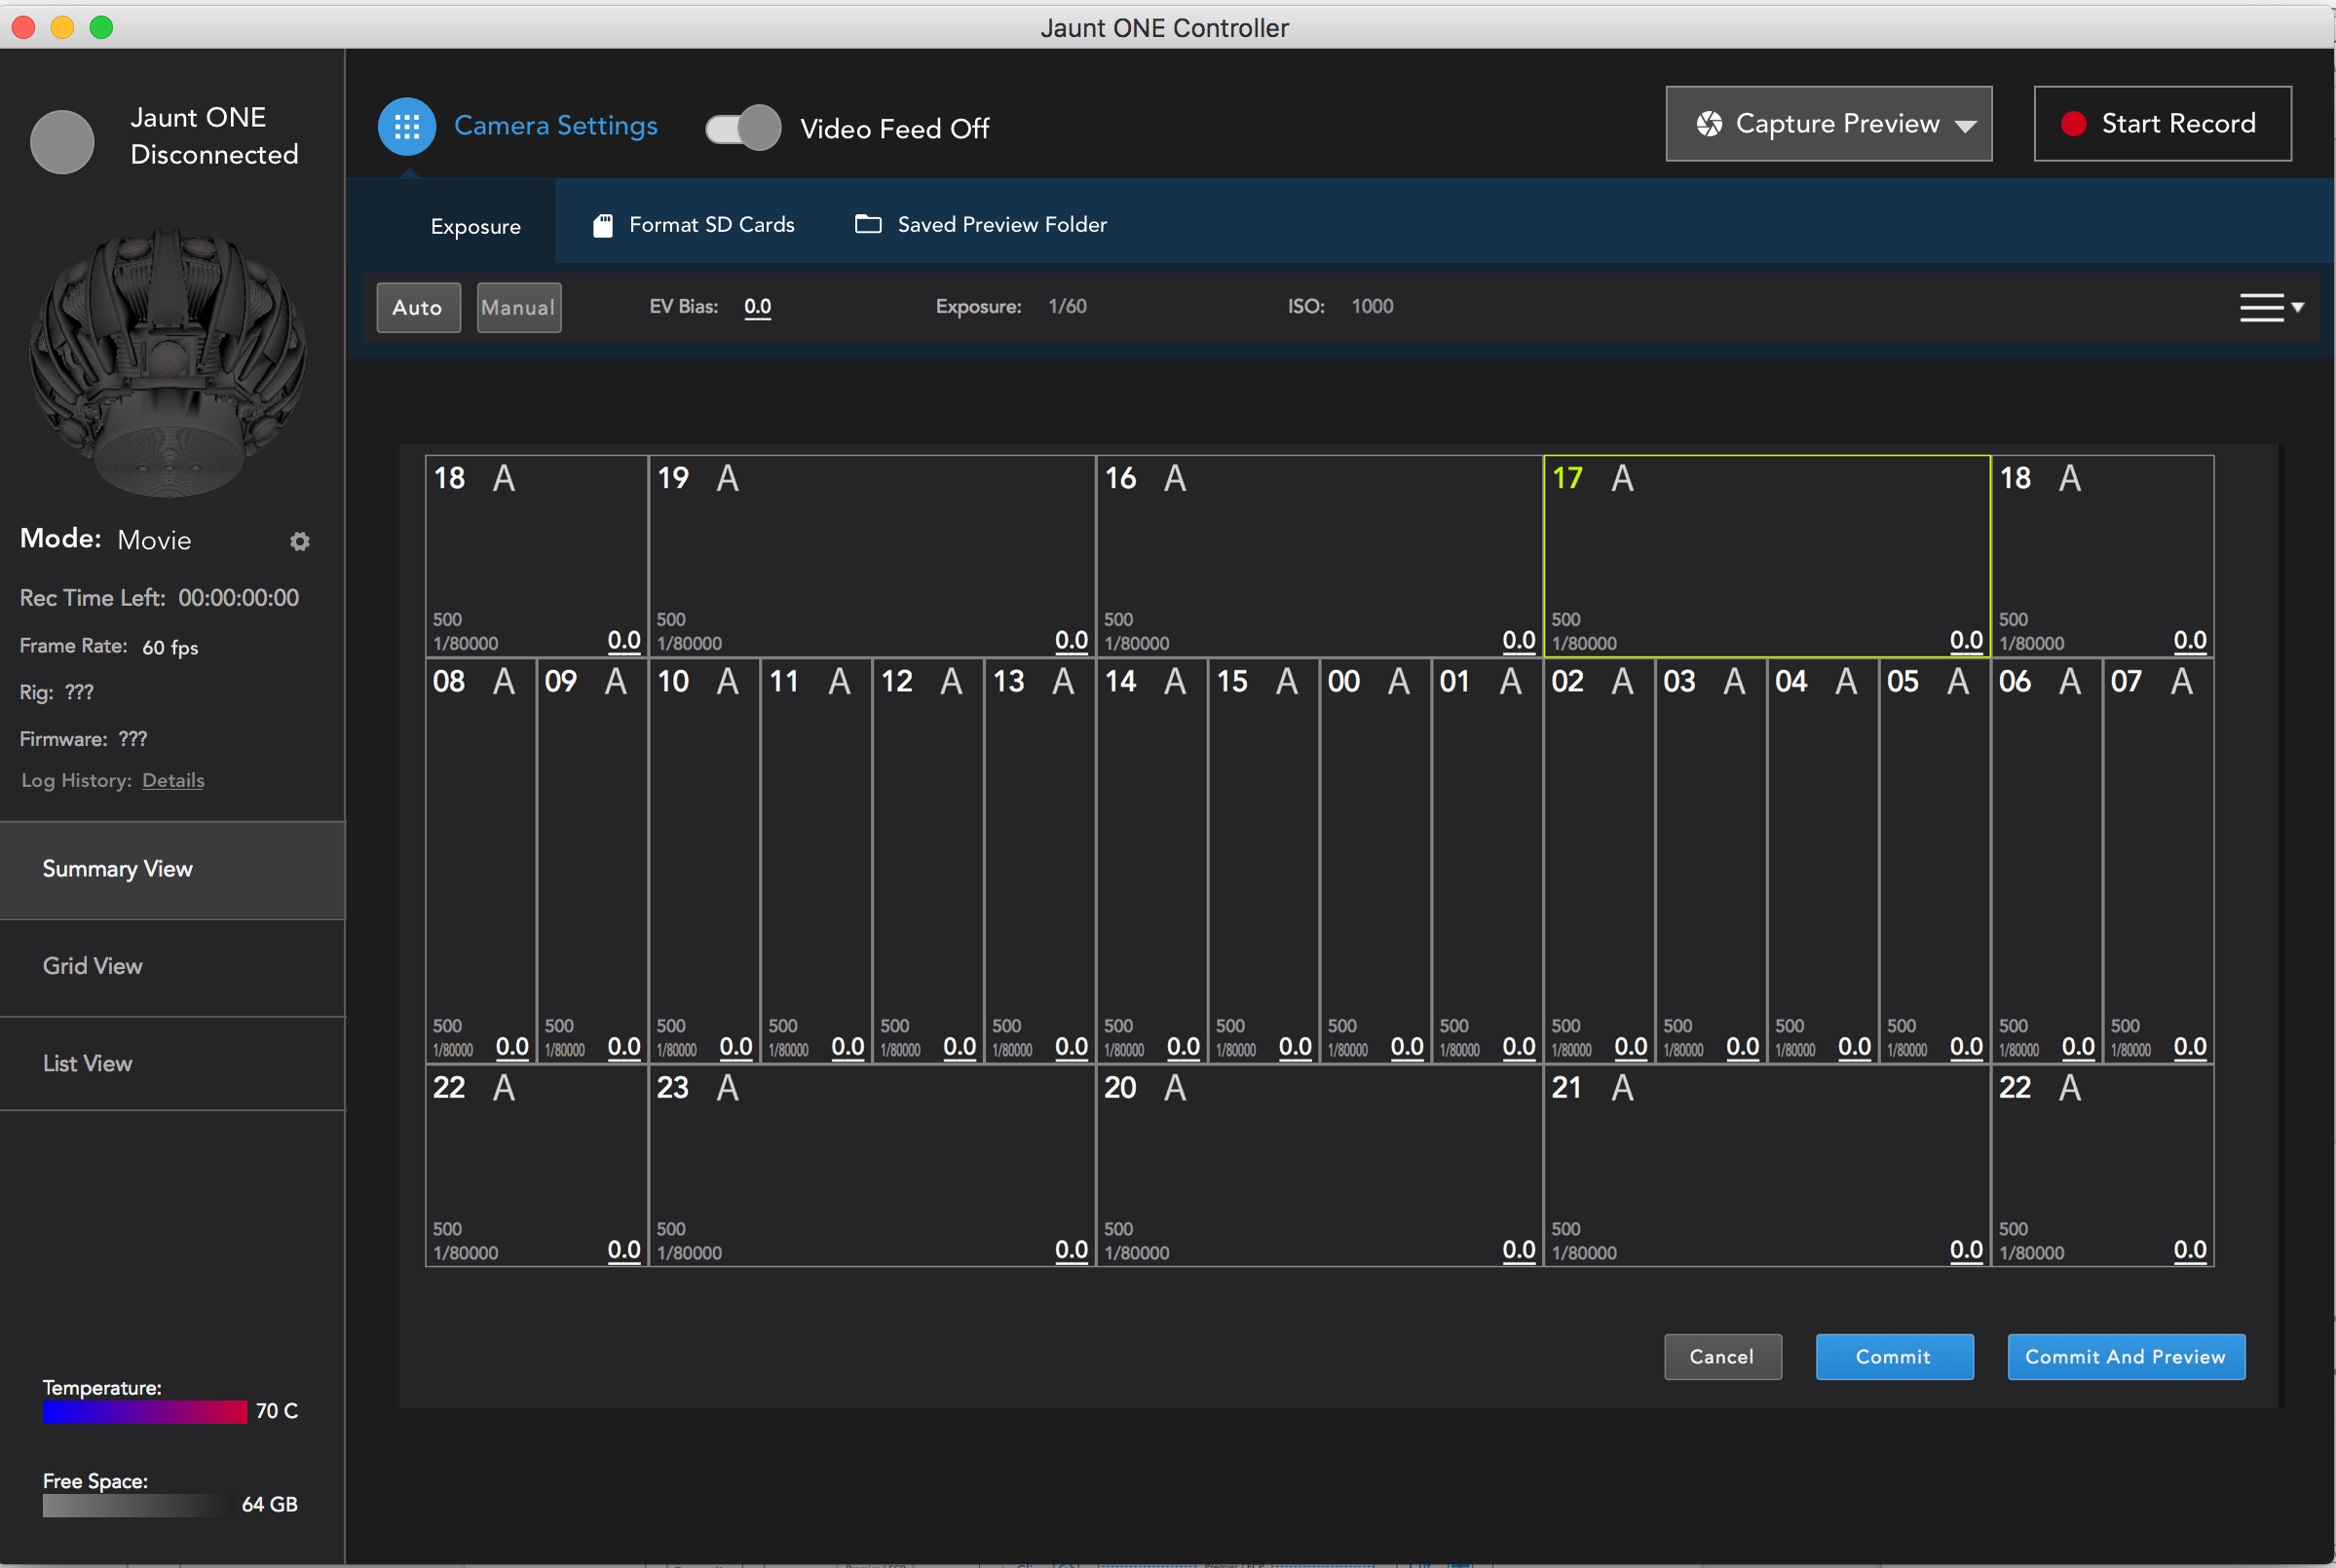 Jaunt ONE Controller
Jaunt ONE
Disconnected
Camera Settings
Video Feed Off
Capture Preview
Start Record
Exposure
Format SD Cards
Saved Preview Folder
Auto
Manual
EV Bias: 0.0
Exposure: 1/60
ISO: 1000
Mode: Movie
Rec Time Left: 00:00:00:00
Frame Rate: 60 fps
Rig: ???
Firmware: ???
Log History: Details
Summary View
Grid View
List View
Temperature:
70 C
Free Space:
64 GB
18 A 19 A 16 A 17 A 18 A
500 500 500 500 500
1/80000 0.0 1/80000 0.0 1/80000 0.0 1/80000 0.0 1/80000 0.0
08 A 09 A 10 A 11 A 12 A 13 A 14 A 15 A 00 A 01 A 02 A 03 A 04 A 05 A 06 A 07 A
500 500 500 500 500 500 500 500 500 500 500 500 500 500 500 500
1/80000 0.0 1/80000 0.0 1/80000 0.0 1/80000 0.0 1/80000 0.0 1/80000 0.0 1/80000 0.0 1/80000 0.0 1/80000 0.0 1/80000 0.0 1/80000 0.0 1/80000 0.0 1/80000 0.0 1/80000 0.0 1/80000 0.0 1/80000 0.0
22 A 23 A 20 A 21 A 22 A
500 500 500 500 500
1/80000 0.0 1/80000 0.0 1/80000 0.0 1/80000 0.0 1/80000 0.0
Cancel
Commit
Commit And Preview